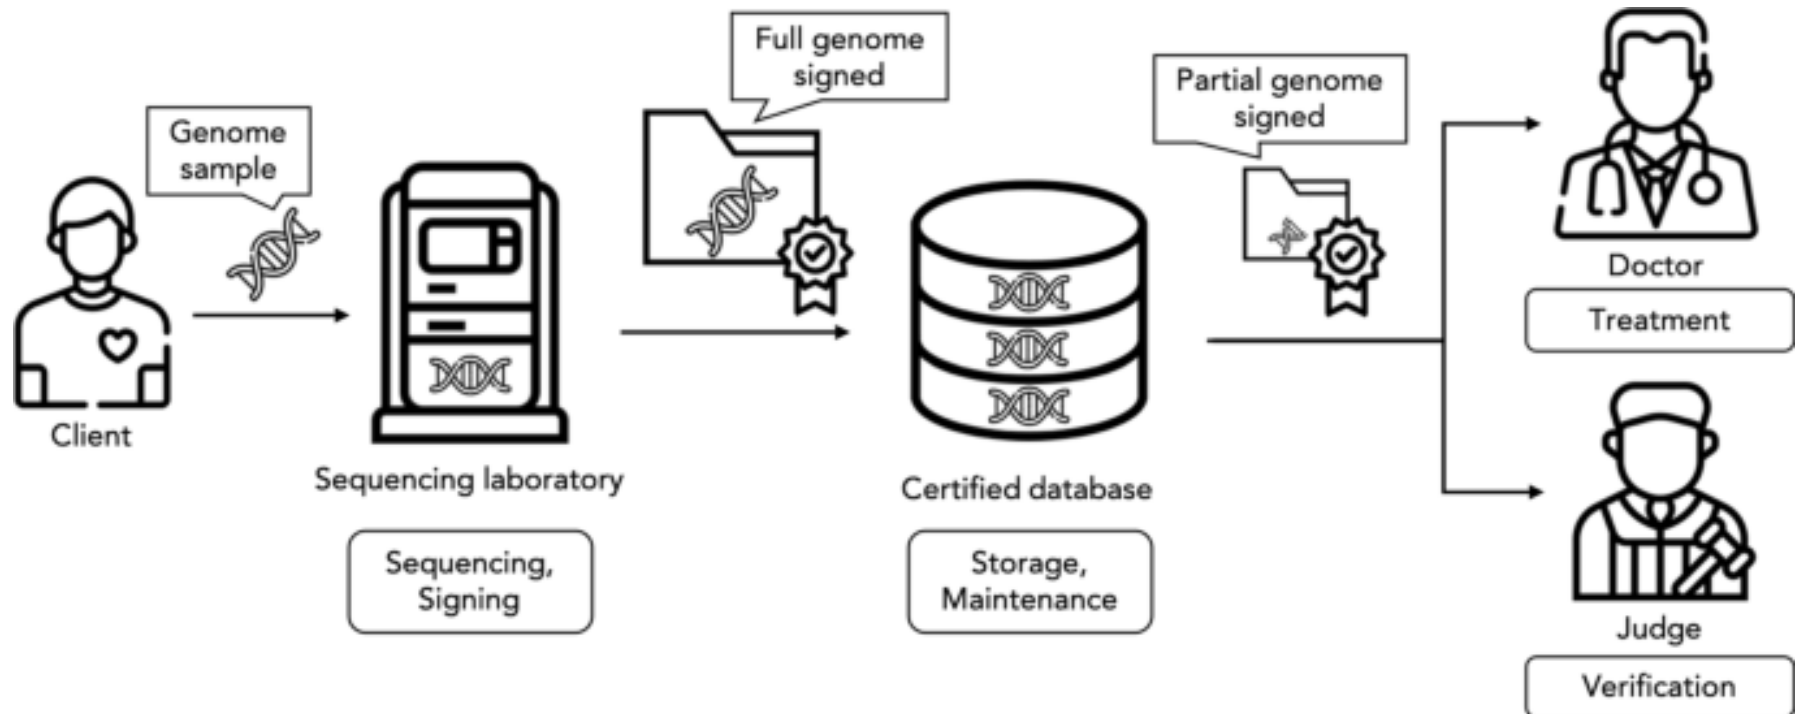 Genome
sample
Client
Sequencing laboratory
Sequencing,
Signing
Full genome
signed
Certified database
Storage,
Maintenance
Partial genome
signed
Doctor
Treatment
Judge
Verification